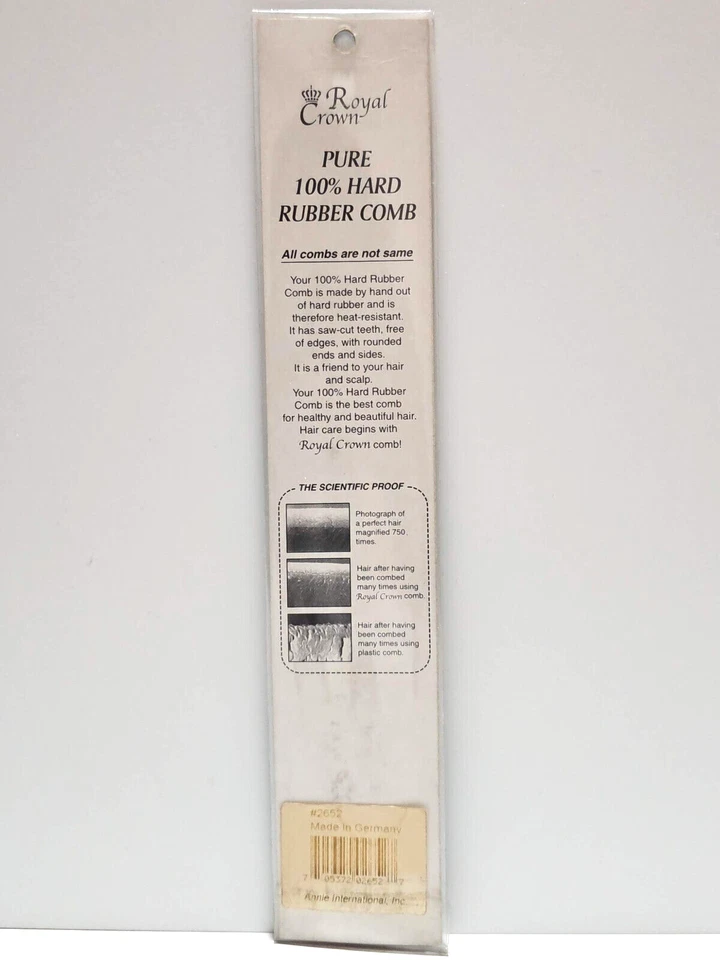 Royal
Crown
PURE
100% HARD
RUBBER COMB
All combs are not same
Your 100% Hard Rubber
Comb is made by hand out
of hard rubber and is
therefore heat-resistant.
It has saw-cut teeth, free
of edges, with rounded
ends and sides.
It is a friend to your hair
and scalp.
Your 100% Hard Rubber
Comb is the best comb
for healthy and beautiful hair.
Hair care begins with
Royal Crown comb!
THE SCIENTIFIC PROOF
Photograph of
a perfect hair
magnified 750
times.
Hair after having
been combed
many times using
Royal Crown comb.
Hair after having
been combed
many times using
plastic comb.
#2652
Made in Germany
7 05372 02652 7
Annie International, Inc.